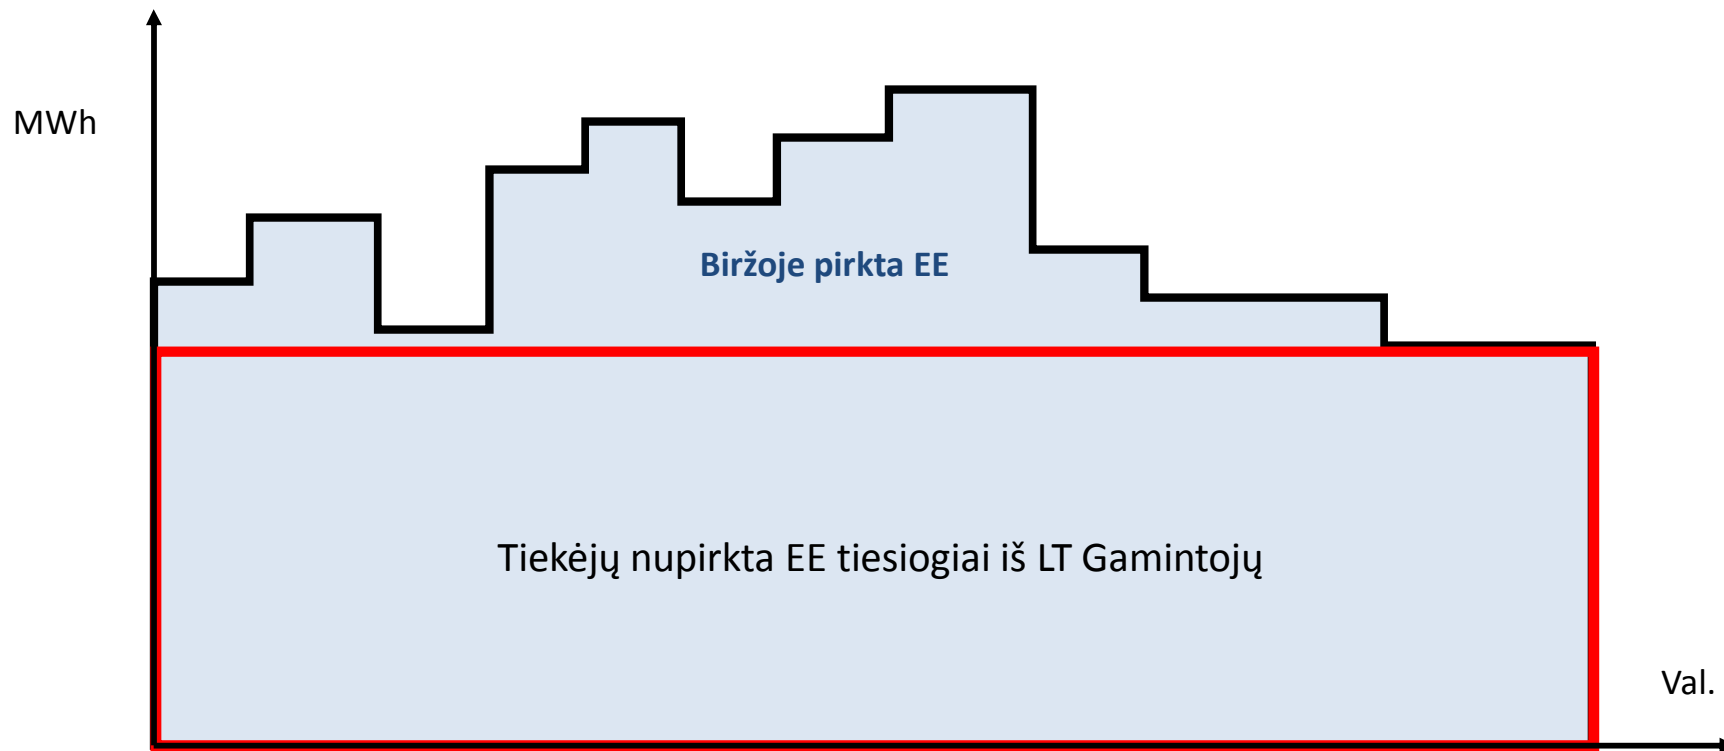 MWh
Biržoje pirkta EE
Tiekėjų nupirkta EE tiesiogiai iš LT Gamintojų
Val.